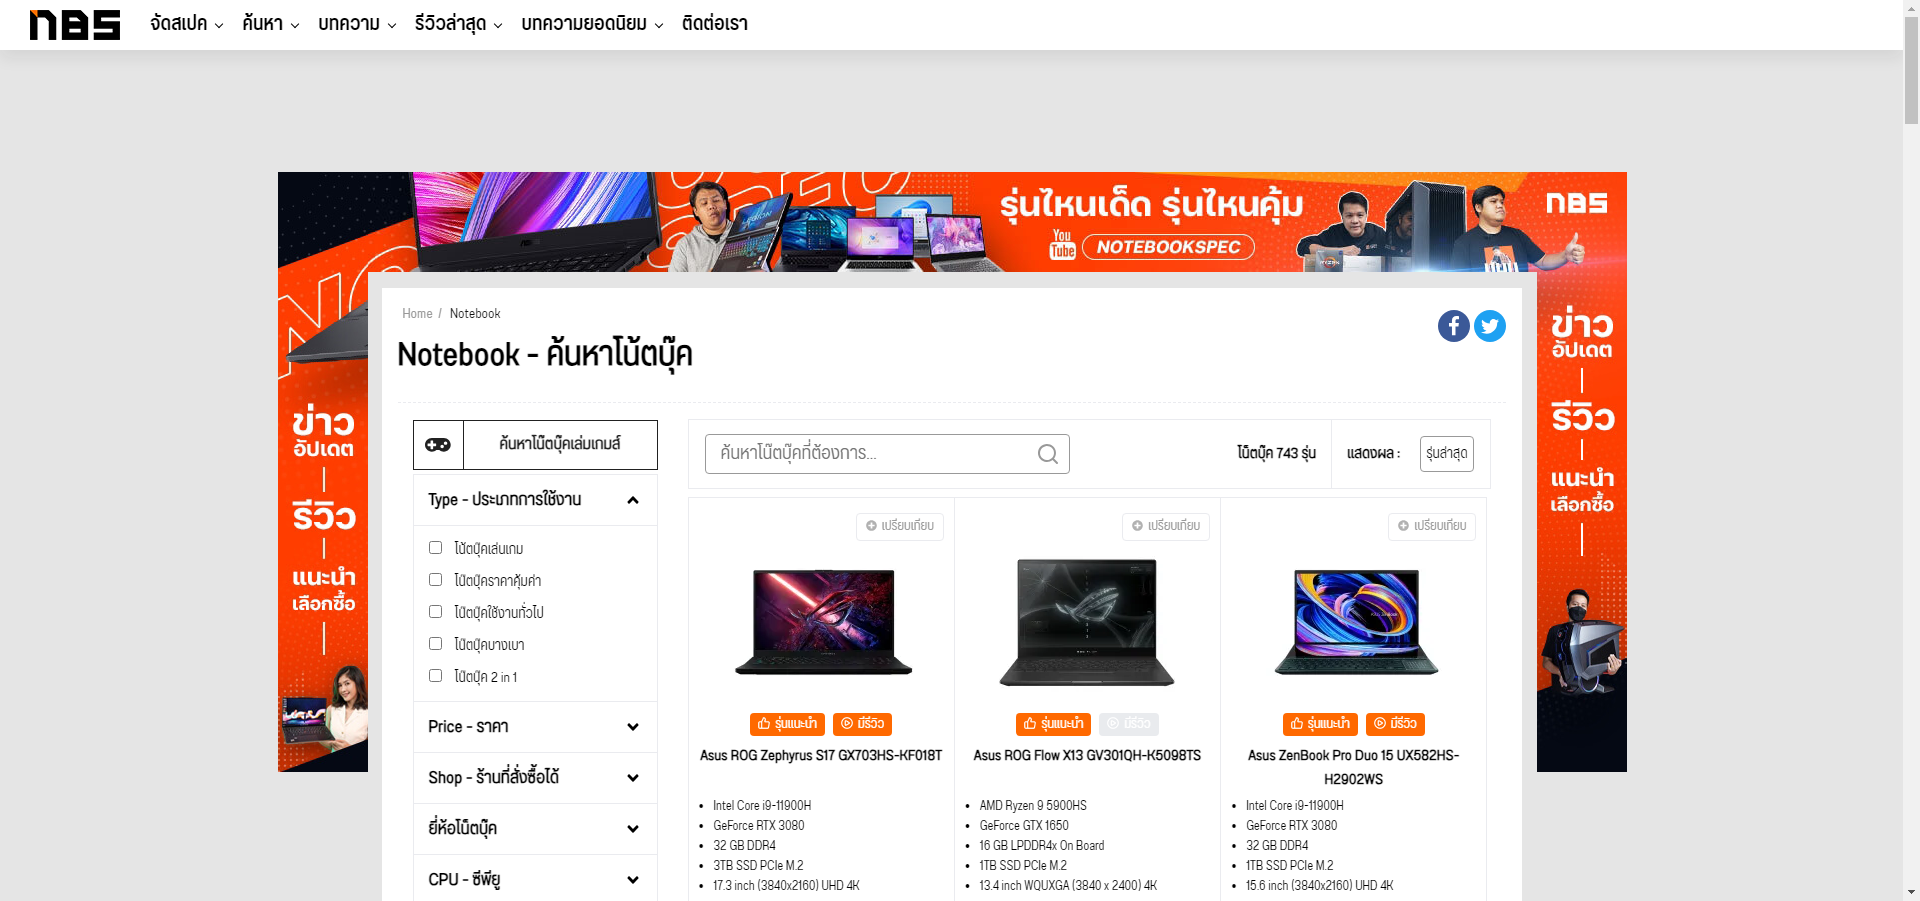 nBS จัดสเปค ค้นหา บทความ รีวิวล่าสุด บทความยอดนิยม ติดต่อเรา
รุ่นไหนเด็ด รุ่นไหนคุ้ม
You Tube NOTEBOOKSPEC
nBS
ข่าว
อัปเดต
รีวิว
แนะนำ
เลือกซื้อ
ข่าว
อัปเดต
รีวิว
แนะนำ
เลือกซื้อ
Home / Notebook
Notebook - ค้นหาโน้ตบุ๊ค
ค้นหาโน๊ตบุ๊คเล่มเกมส์
Type - ประเภทการใช้งาน
โน้ตบุ๊คเล่นเกม
โน๊ตบุ๊คราคาคุ้มค่า
โน๊ตบุ๊คใช้งานทั่วไป
โน๊ตบุ๊คบางเบา
โน๊ตบุ๊ค 2 in 1
Price - ราคา
Shop - ร้านที่สั่งซื้อได้
ยี่ห้อโน็ตบุ๊ค
CPU - ซีพียู
ค้นหาโน๊ตบุ๊คที่ต้องการ...
โน็ตบุ๊ค 743 รุ่น
แสดงผล :
รุ่นล่าสุด
เปรียบเทียบ
รุ่นแนะนำ มีรีวิว
Asus ROG Zephyrus S17 GX703HS-KF018T
Intel Core i9-11900H
GeForce RTX 3080
32 GB DDR4
3TB SSD PCIe M.2
17.3 inch (3840x2160) UHD 4K
เปรียบเทียบ
รุ่นแนะนำ มีรีวิว
Asus ROG Flow X13 GV301QH-K5098TS
AMD Ryzen 9 5900HS
GeForce GTX 1650
16 GB LPDDR4x On Board
1TB SSD PCIe M.2
13.4 inch WQUXGA (3840 x 2400) 4K
เปรียบเทียบ
รุ่นแนะนำ มีรีวิว
Asus ZenBook Pro Duo 15 UX582HS-
H2902WS
Intel Core i9-11900H
GeForce RTX 3080
32 GB DDR4
1TB SSD PCIe M.2
15.6 inch (3840x2160) UHD 4K